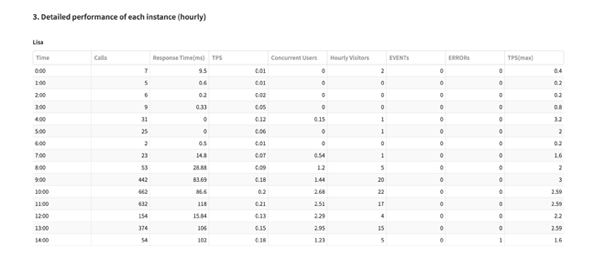 3. Detailed performance of each instance (hourly)
Lisa
Time Calls Response Time(ms) TPS Concurrent Users Hourly Visitors EVENTs ERRORs TPS(max)
0:00 7 9.5 0.01 0 2 0 0 0.4
1:00 5 0.6 0.01 0 0 0 0 0.2
2:00 6 0.2 0.02 0 0 0 0 0.2
3:00 9 0.33 0.05 0 0 0 0 0.8
4:00 31 0 0.12 0.15 1 0 0 3.2
5:00 25 0 0.06 0 1 0 0 2
6:00 2 0.5 0.01 0 0 0 0 0.2
7:00 23 14.8 0.07 0.54 1 0 0 1.6
8:00 53 28.88 0.09 1.2 5 0 0 2
9:00 442 83.69 0.18 1.44 20 0 0 3
10:00 662 86.6 0.2 2.68 22 0 0 2.59
11:00 632 118 0.21 2.51 17 0 0 2.59
12:00 154 15.84 0.13 2.29 4 0 0 2.2
13:00 374 106 0.15 2.95 15 0 0 2.59
14:00 54 102 0.18 1.23 5 0 1 1.6